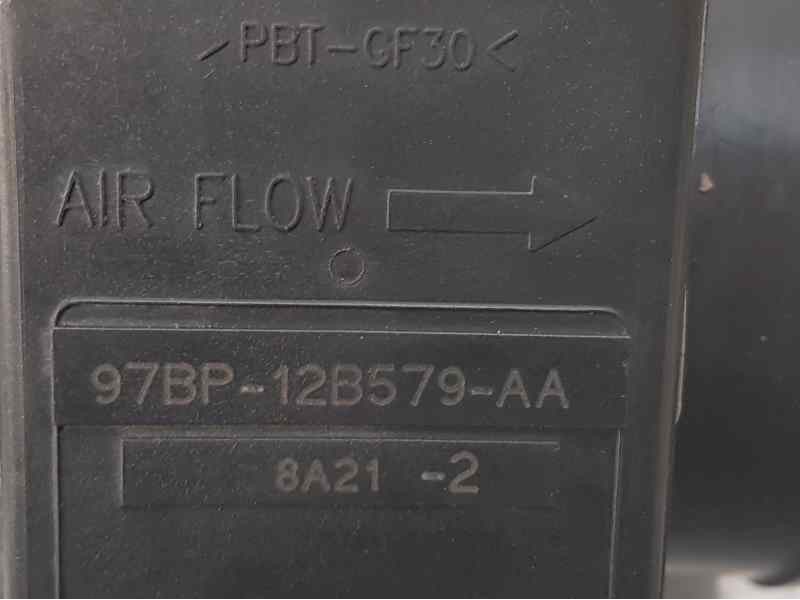 >PBT-GF30<
AIR FLOW
97BP-12B579-AA
8A21 -2